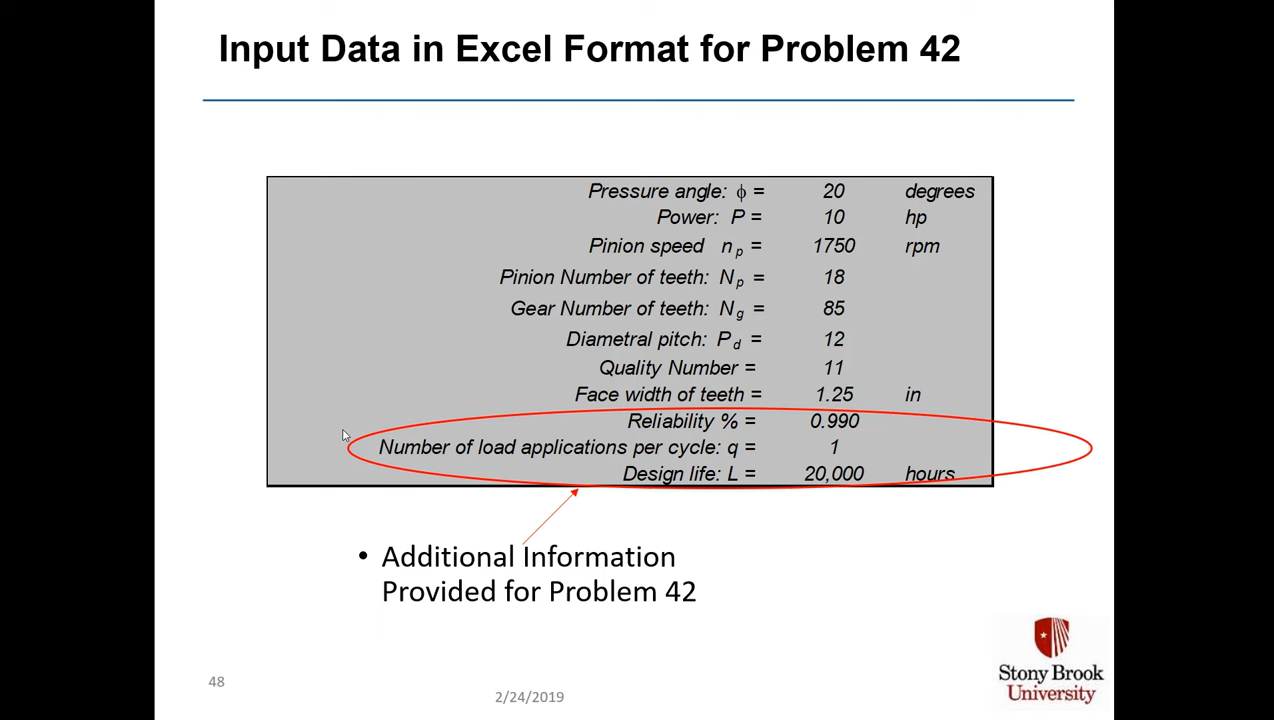 Input Data in Excel Format for Problem 42
Pressure angle: ϕ = 20 degrees
Power: P = 10 hp
Pinion speed n p = 1750 rpm
Pinion Number of teeth: N p = 18
Gear Number of teeth: N g = 85
Diametral pitch: P d = 12
Quality Number = 11
Face width of teeth = 1.25 in
Reliability % = 0.990
Number of load applications per cycle: q = 1
Design life: L = 20,000 hours
• Additional Information
Provided for Problem 42
48
2/24/2019
Stony Brook
University